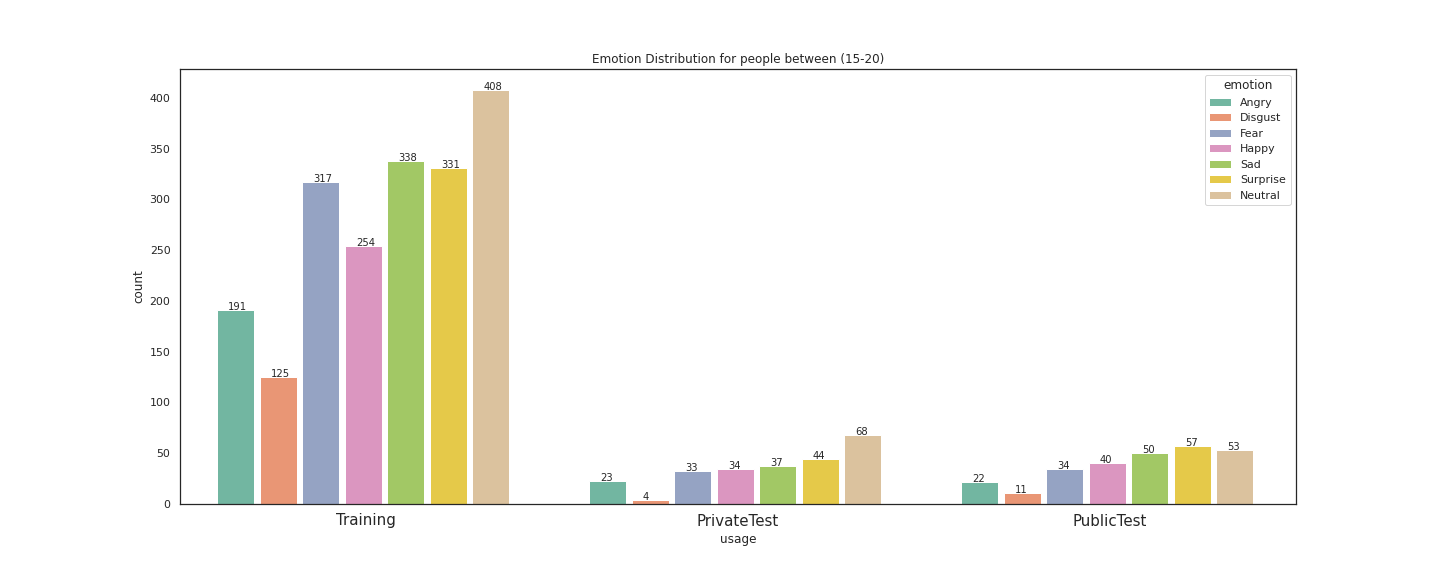 Emotion Distribution for people between (15-20)
count
400
350
300
250
200
150
100
50
0
191
125
317
254
338
331
408
23
4
33
34
37
44
68
22
11
34
40
50
57
53
Training
PrivateTest
PublicTest
usage
emotion
Angry
Disgust
Fear
Happy
Sad
Surprise
Neutral